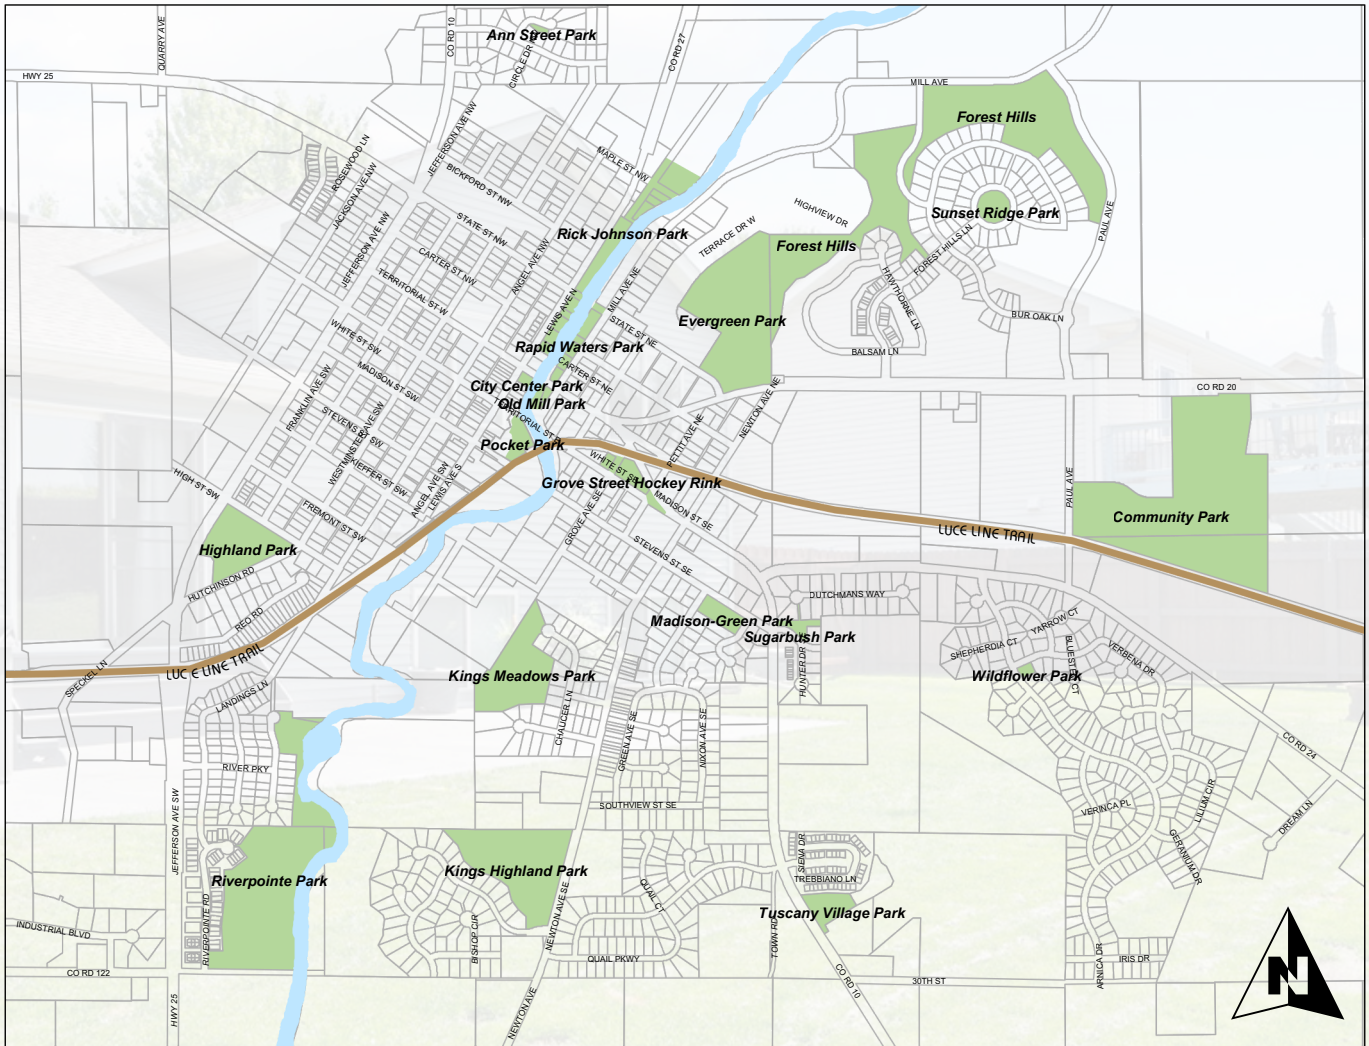 Ann Street Park
QUARRY AVE
CO RD 10
CO RD 27
CIRCLE DR
HWY 25
MILL AVE
Forest Hills
JEFFERSON AVE NW
MAPLE ST NW
ROSEWOOD LN
JACKSON AVE NW
BICKFORD ST NW
HIGHVIEW DR
Sunset Ridge Park
PAUL AVE
STATE ST NW
Rick Johnson Park
TERRACE DR W
Forest Hills
FOREST HILLS LN
JEFFERSON AVE NW
CARTER ST NW
ANGEL AVE NW
TERRITORIAL ST W
MILL AVE NE
HAWTHORNE LN
LEWIS AVE N
Evergreen Park
BUR OAK LN
WHITE ST SW
STATE ST NE
Rapid Waters Park
BALSAM LN
MADISON ST SW
CARTER ST NE
City Center Park
CO RD 20
FRANKLIN AVE SW
Old Mill Park
NEWTON AVE NE
TERRITORIAL ST E
STEVENS ST SW
WESTMINSTER AVE SW
PETTIT AVE NE
Pocket Park
KIEFFER ST SW
WHITE ST SE
HIGH ST SW
ANGEL AVE SW
LEWIS AVE S
Grove Street Hockey Rink
PAUL AVE
MADISON ST SE
FREMONT ST SW
GROVE AVE SE
Community Park
LUCE LINE TRAIL
Highland Park
STEVENS ST SE
HUTCHINSON RD
DUTCHMANS WAY
REO RD
Madison-Green Park
YARROW CT
Sugarbush Park
SHEPHERDIA CT
VERBENA DR
LUCE LINE TRAIL
SPECKEL LN
HUNTER DR
BLUESTEM CT
Kings Meadows Park
Wildflower Park
LANDINGS LN
CHAUCER LN
GREEN AVE SE
NIXON AVE SE
CO RD 24
RIVER PKY
SOUTHVIEW ST SE
LILIUM CIR
VERINCA PL
DREAM LN
JEFFERSON AVE SW
SIENA DR
GERANIUM DR
Kings Highland Park
Riverpointe Park
TREBBIANO LN
QUAIL CT
Tuscany Village Park
RIVERPOINTE RD
INDUSTRIAL BLVD
BISHOP CIR
NEWTON AVE SE
TOWN RD
QUAIL PKWY
IRIS DR
ARNICA DR
CO RD 122
CO RD 10
30TH ST
HWY 25
NEWTON AVE
N